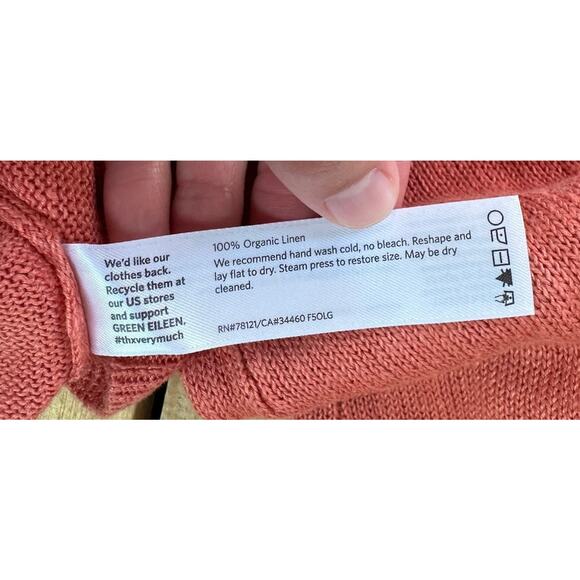 We'd like our
clothes back.
Recycle them at
our US stores
and support
GREEN EILEEN.
#thxverymuch
100% Organic Linen
We recommend hand wash cold, no bleach. Reshape and
lay flat to dry. Steam press to restore size. May be dry
cleaned.
RN#78121/CA#34460 F5OLG